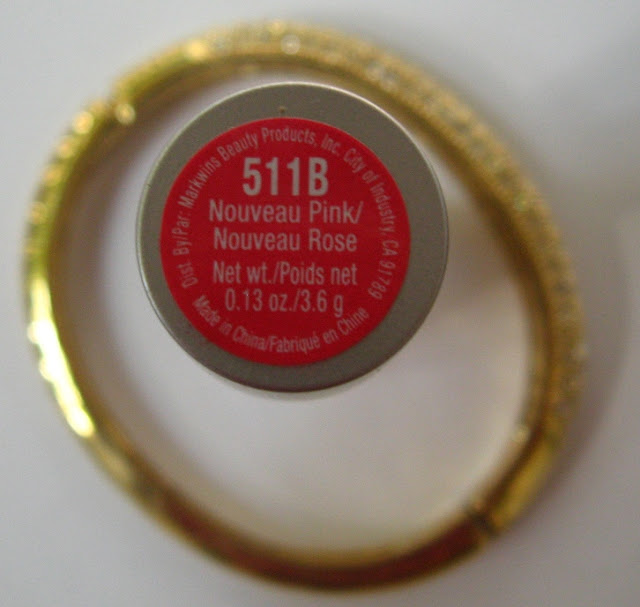 Dist. By/Par: Markwins Beauty Products, Inc. City of Industry, CA 91789
511B
Nouveau Pink/
Nouveau Rose
Net wt./Poids net
0.13 oz./3.6 g
Made in China/Fabriqué en Chine